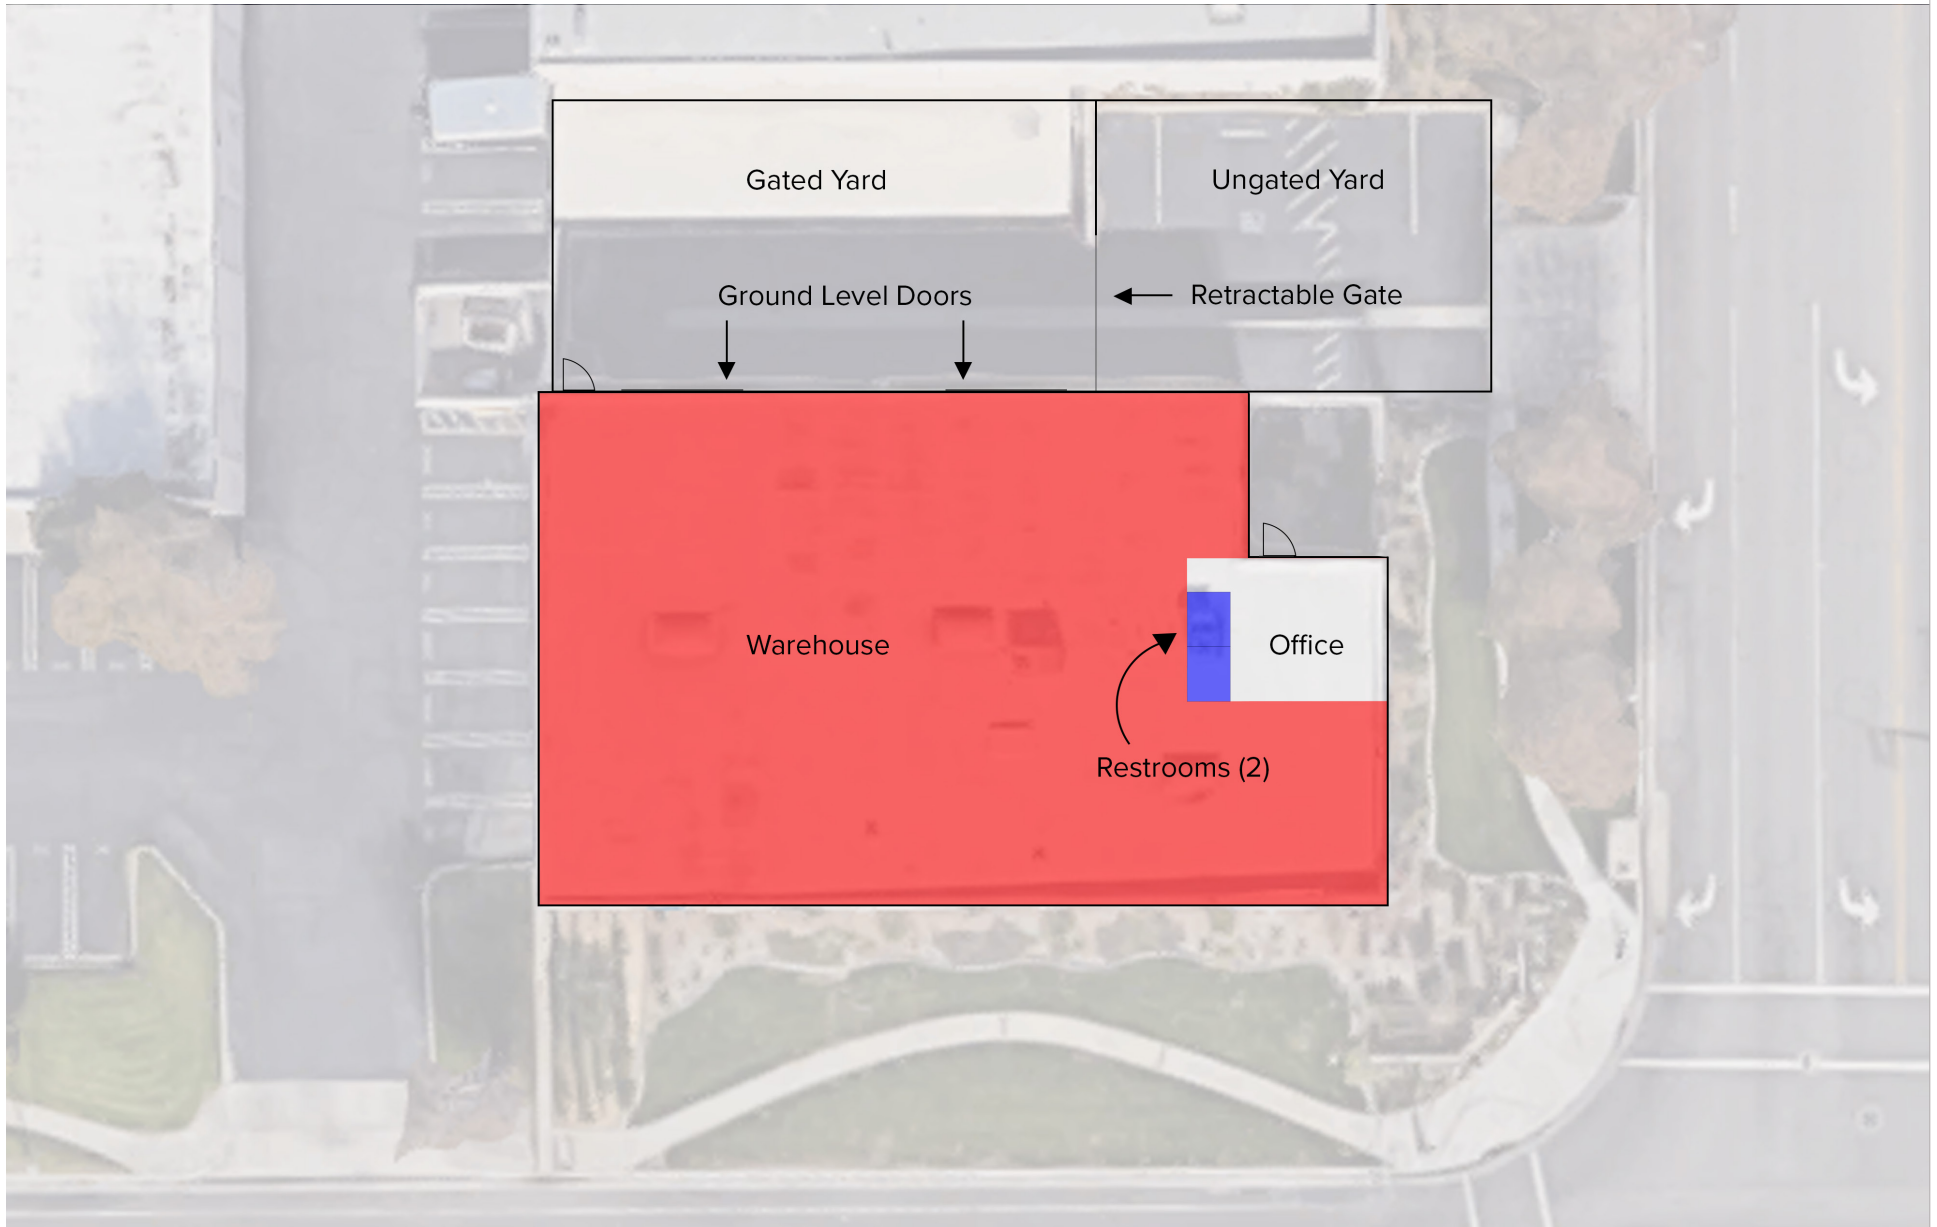 Gated Yard
Ungated Yard
Ground Level Doors
Retractable Gate
Warehouse
Office
Restrooms (2)